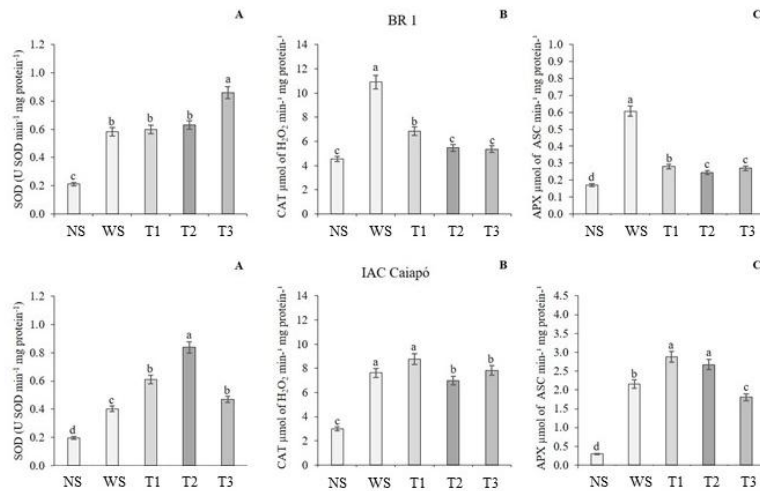 BR 1
A
SOD (U SOD min⁻¹ mg protein⁻¹)
1.2
1.0
0.8
0.6
0.4
0.2
0.0
c
b
b
b
a
NS WS T1 T2 T3
B
CAT µmol of H₂O₂ min-¹ mg protein-¹
14
12
10
8
6
4
2
0
c
a
b
c
c
NS WS T1 T2 T3
C
APX µmol of ASC min-¹ mg protein-¹
1.0
0.9
0.8
0.7
0.6
0.5
0.4
0.3
0.2
0.1
0.0
d
a
b
c
c
NS WS T1 T2 T3
IAC Caiapó
A
SOD (U SOD min⁻¹ mg protein⁻¹)
1.2
1.0
0.8
0.6
0.4
0.2
0.0
d
c
b
a
c
NS WS T1 T2 T3
B
CAT µmol of H₂O₂ min-¹ mg protein-¹
14
12
10
8
6
4
2
0
c
a
a
b
b
NS WS T1 T2 T3
C
APX µmol of ASC min-¹ mg protein-¹
4.5
4.0
3.5
3.0
2.5
2.0
1.5
1.0
0.5
0.0
d
b
a
a
c
NS WS T1 T2 T3